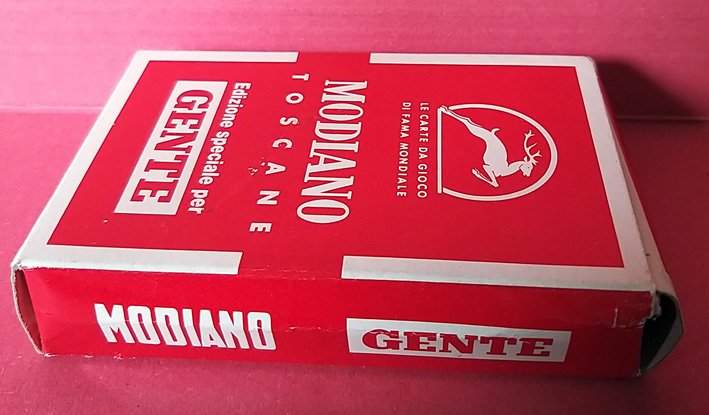 LE CARTE DA GIOCO
DI FAMA MONDIALE
MODIANO
TOSCANE
Edizione speciale per
GENTE
MODIANO
GENTE